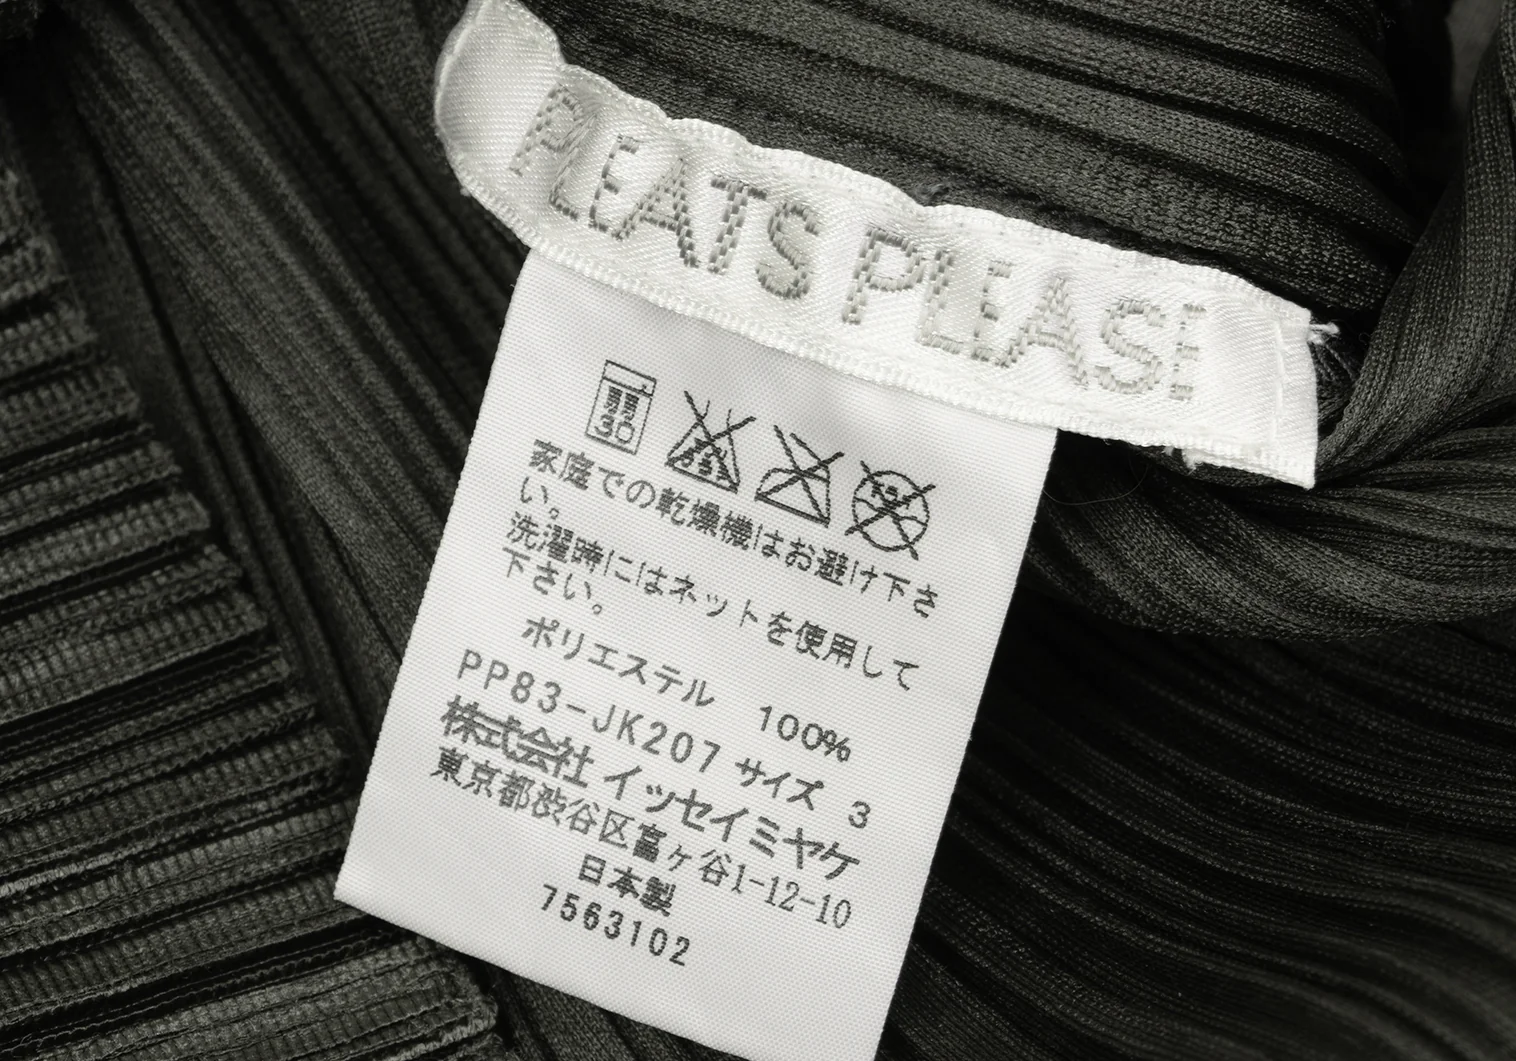 PLEATS PLEASE
弱
30
家庭での乾燥機はお避け下さ
い。
洗濯時にはネットを使用して
下さい。
ポリエステル 100%
PP83-JK207 サイズ 3
株式会社 イッセイミヤケ
東京都渋谷区富ヶ谷1-12-10
日本製
7563102